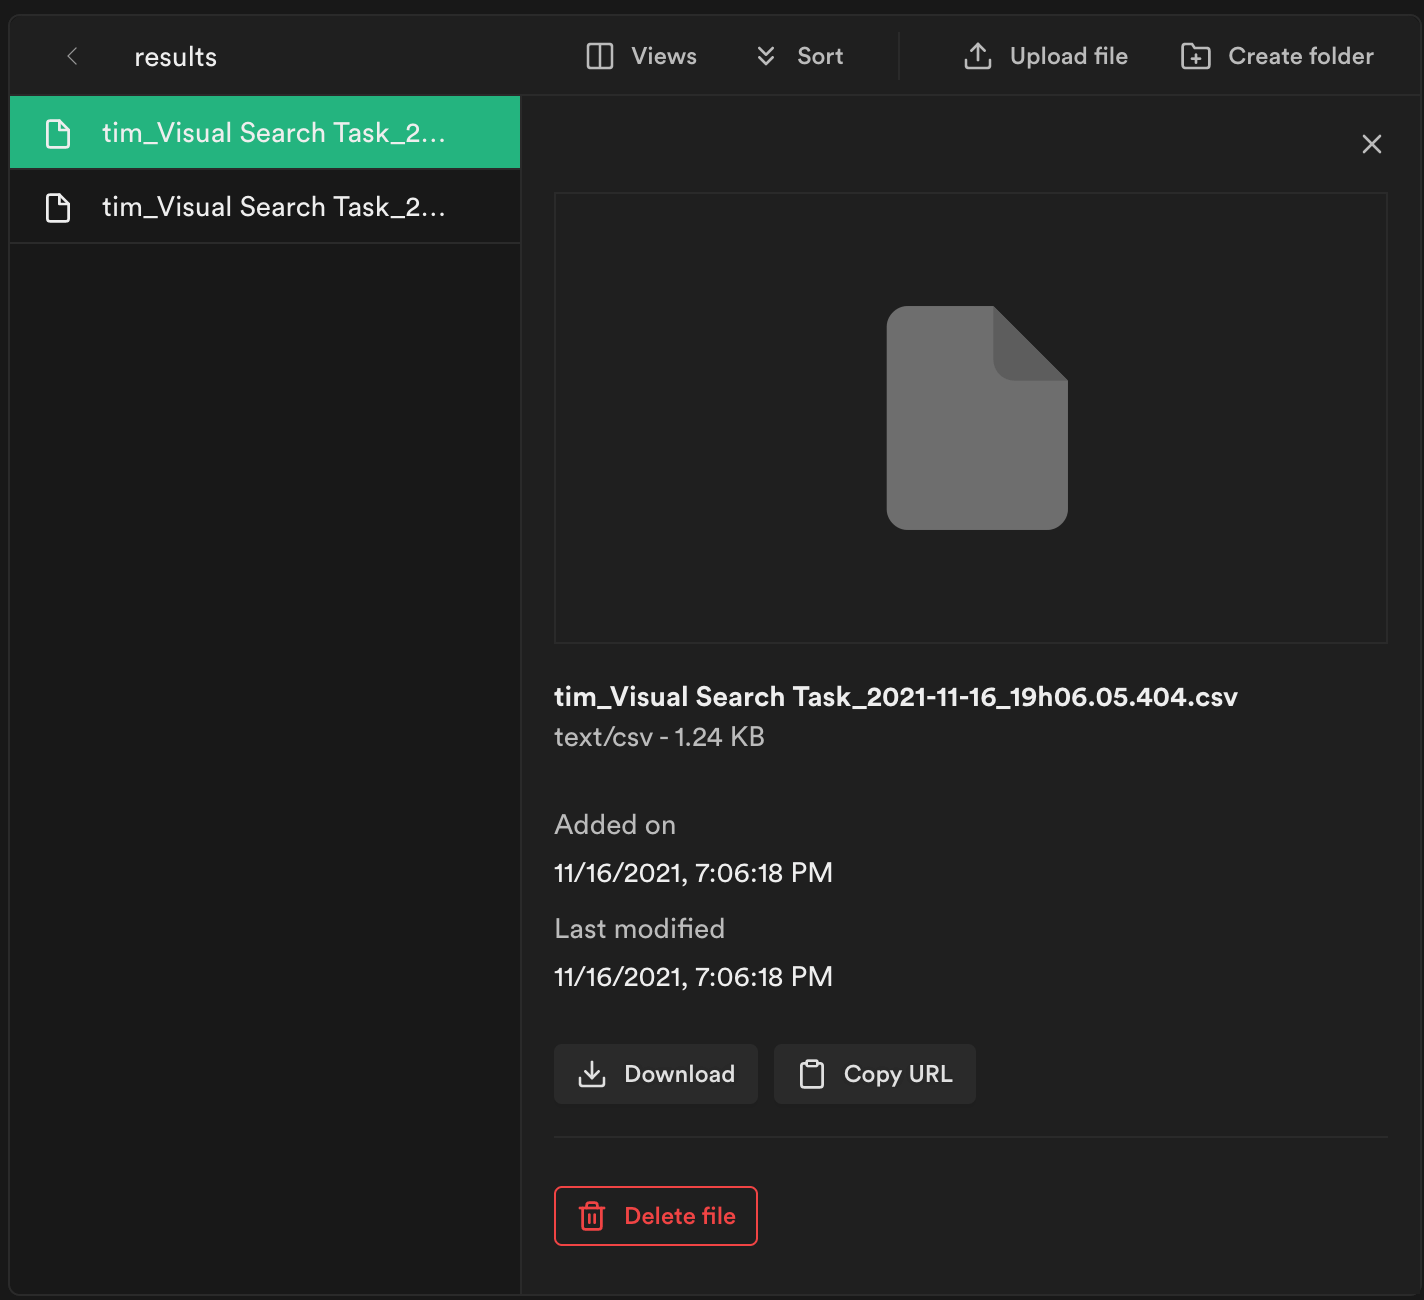 results
Views
Sort
Upload file
Create folder
tim_Visual Search Task_2...
tim_Visual Search Task_2...
tim_Visual Search Task_2021-11-16_19h06.05.404.csv
text/csv - 1.24 KB
Added on
11/16/2021, 7:06:18 PM
Last modified
11/16/2021, 7:06:18 PM
Download
Copy URL
Delete file